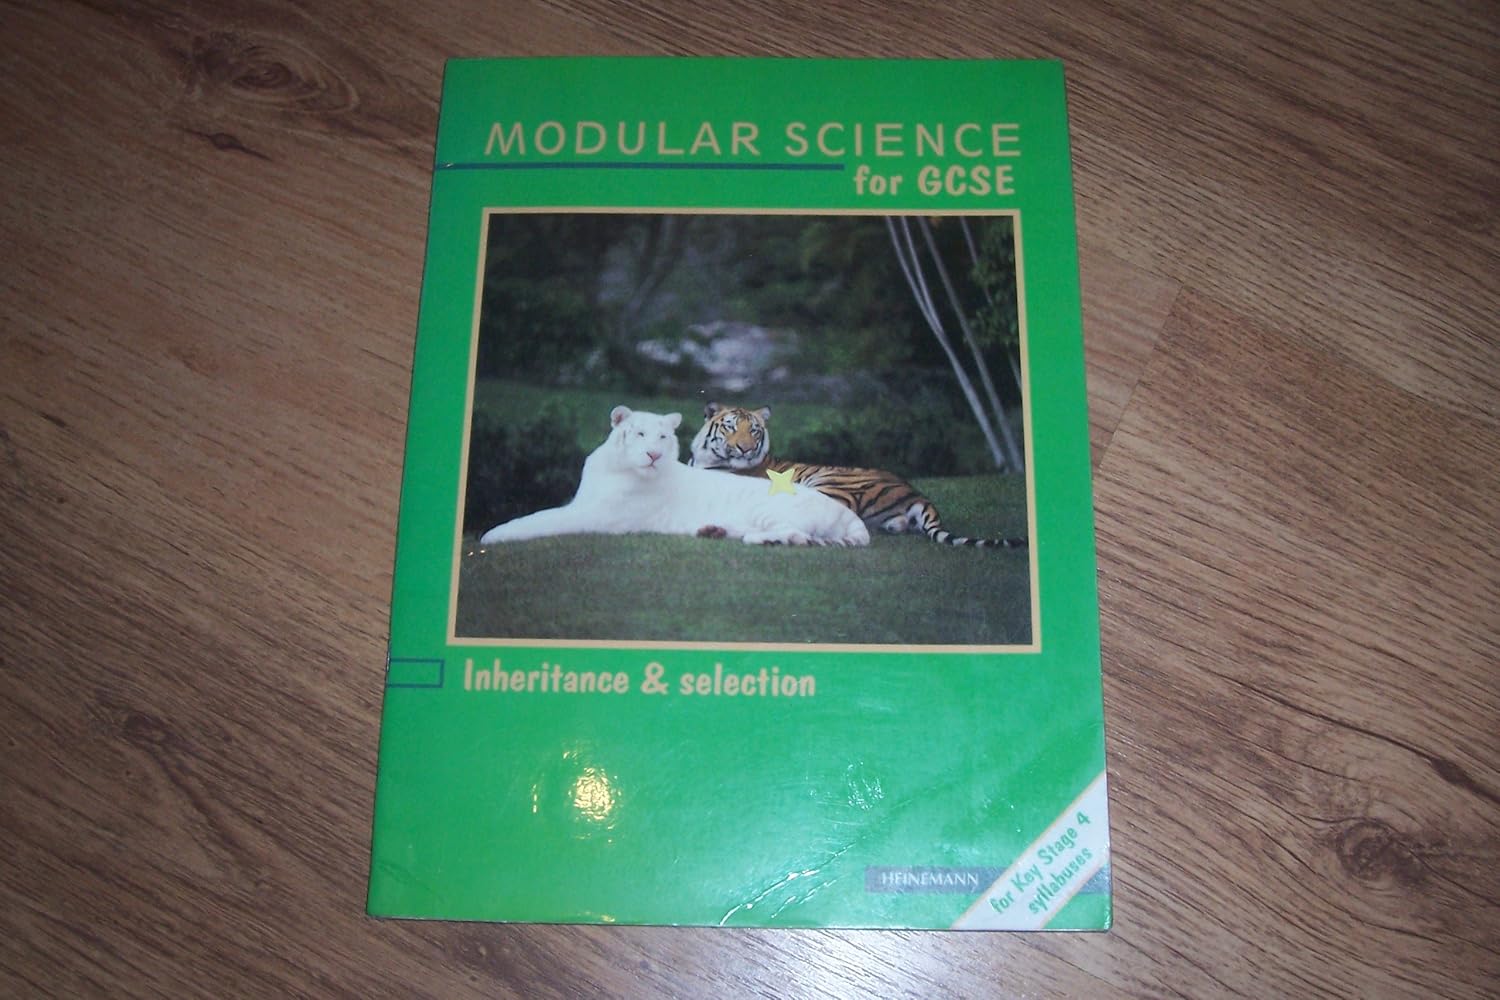 MODULAR SCIENCE
for GCSE
Inheritance & selection
HEINEMANN
for Key Stage 4
syllabuses